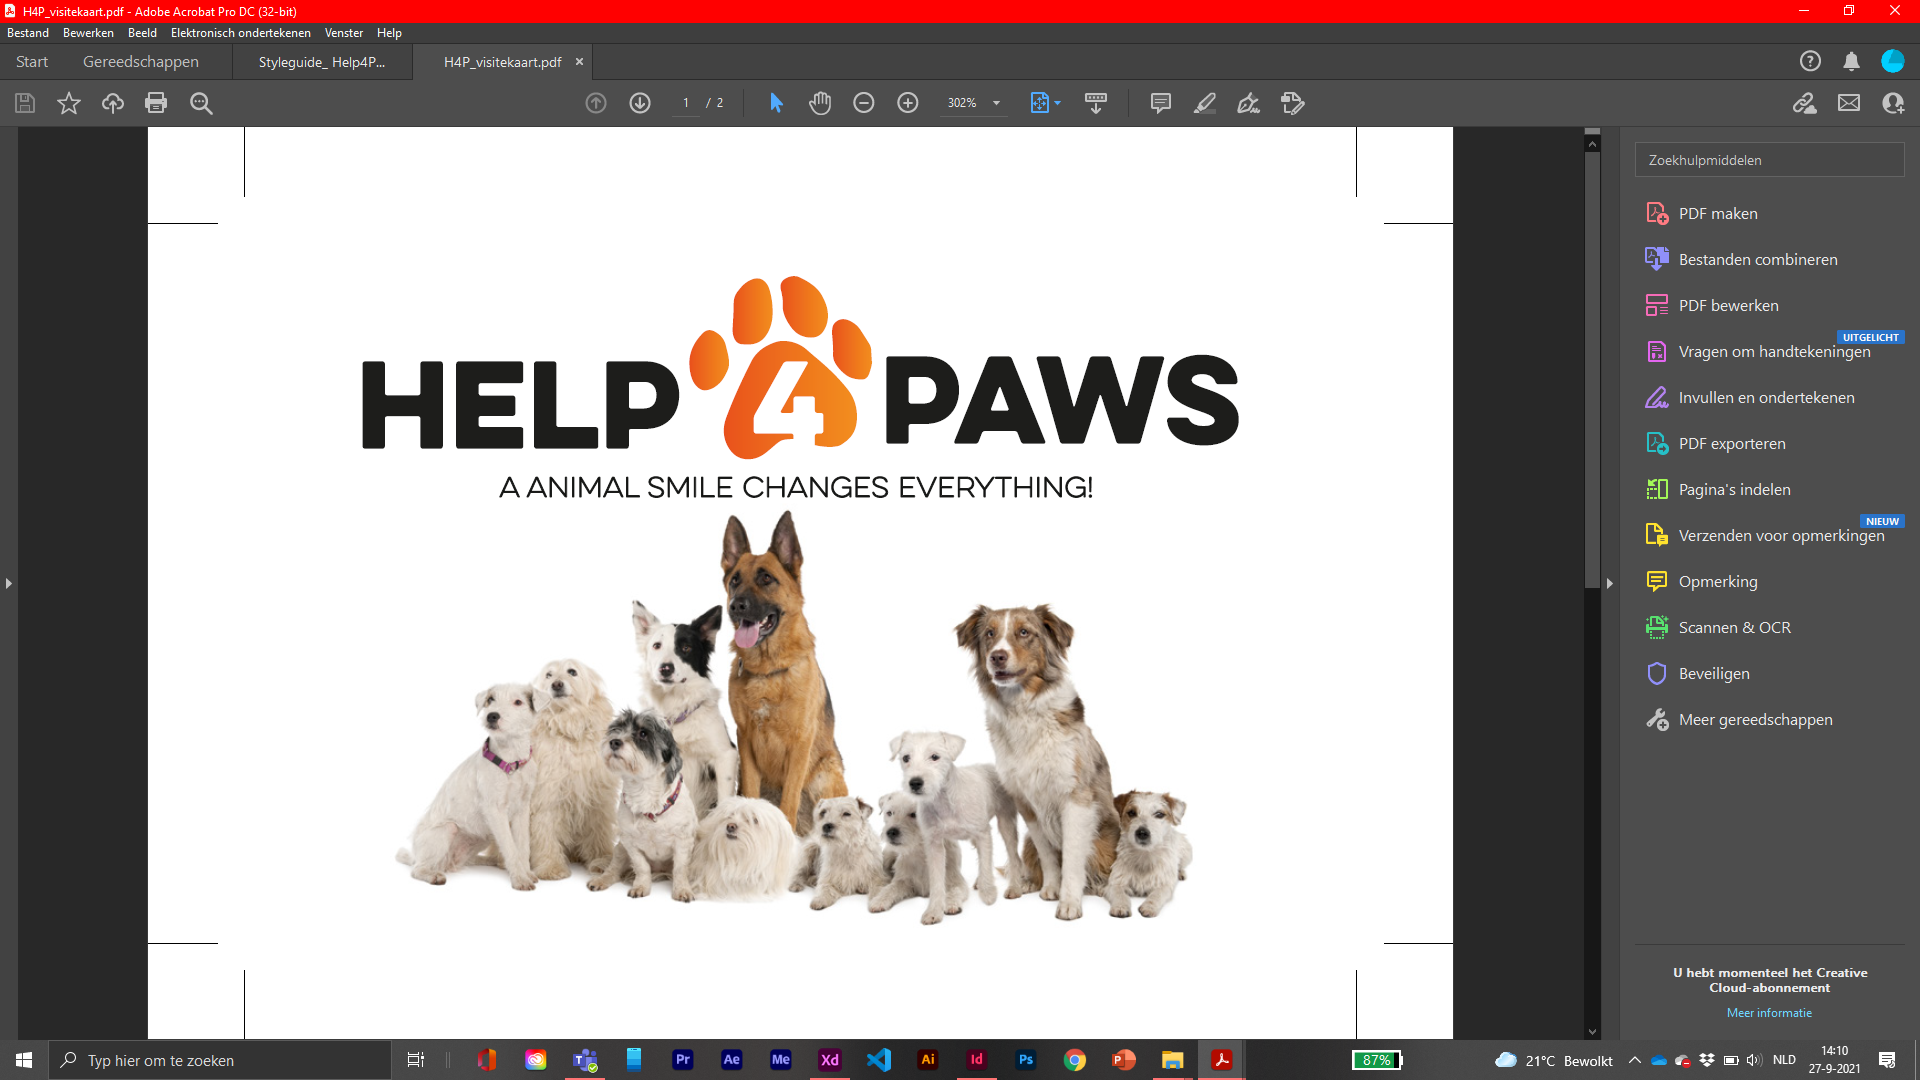 H4P_visitekaart.pdf - Adobe Acrobat Pro DC (32-bit)
Bestand Bewerken Beeld Elektronisch ondertekenen Venster Help
Start Gereedschappen Styleguide_ Help4P... H4P_visitekaart.pdf ×
1 / 2 302%
Zoekhulpmiddelen
PDF maken
Bestanden combineren
PDF bewerken
UITGELICHT
Vragen om handtekeningen
Invullen en ondertekenen
PDF exporteren
Pagina's indelen
NIEUW
Verzenden voor opmerkingen
Opmerking
Scannen & OCR
Beveiligen
Meer gereedschappen
U hebt momenteel het Creative
Cloud-abonnement
Meer informatie
HELP 4 PAWS
A ANIMAL SMILE CHANGES EVERYTHING!
Typ hier om te zoeken
Pr Ae Me Xd Ai Id Ps
87%
21°C Bewolkt
NLD
14:10
27-9-2021